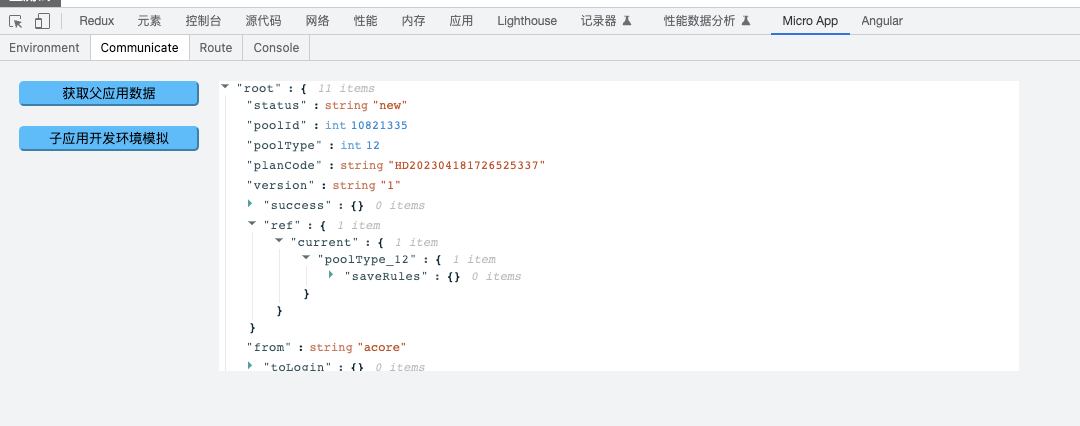 Redux 元素 控制台 源代码 网络 性能 内存 应用 Lighthouse 记录器 性能数据分析 Micro App Angular
Environment Communicate Route Console
获取父应用数据
子应用开发环境模拟
"root" : { 11 items
"status" : string "new"
"poolId" : int 10821335
"poolType" : int 12
"planCode" : string "HD202304181726525337"
"version" : string "1"
"success" : {} 0 items
"ref" : { 1 item
"current" : { 1 item
"poolType_12" : { 1 item
"saveRules" : {} 0 items
}
}
}
"from" : string "acore"
"toLogin" : {} 0 items